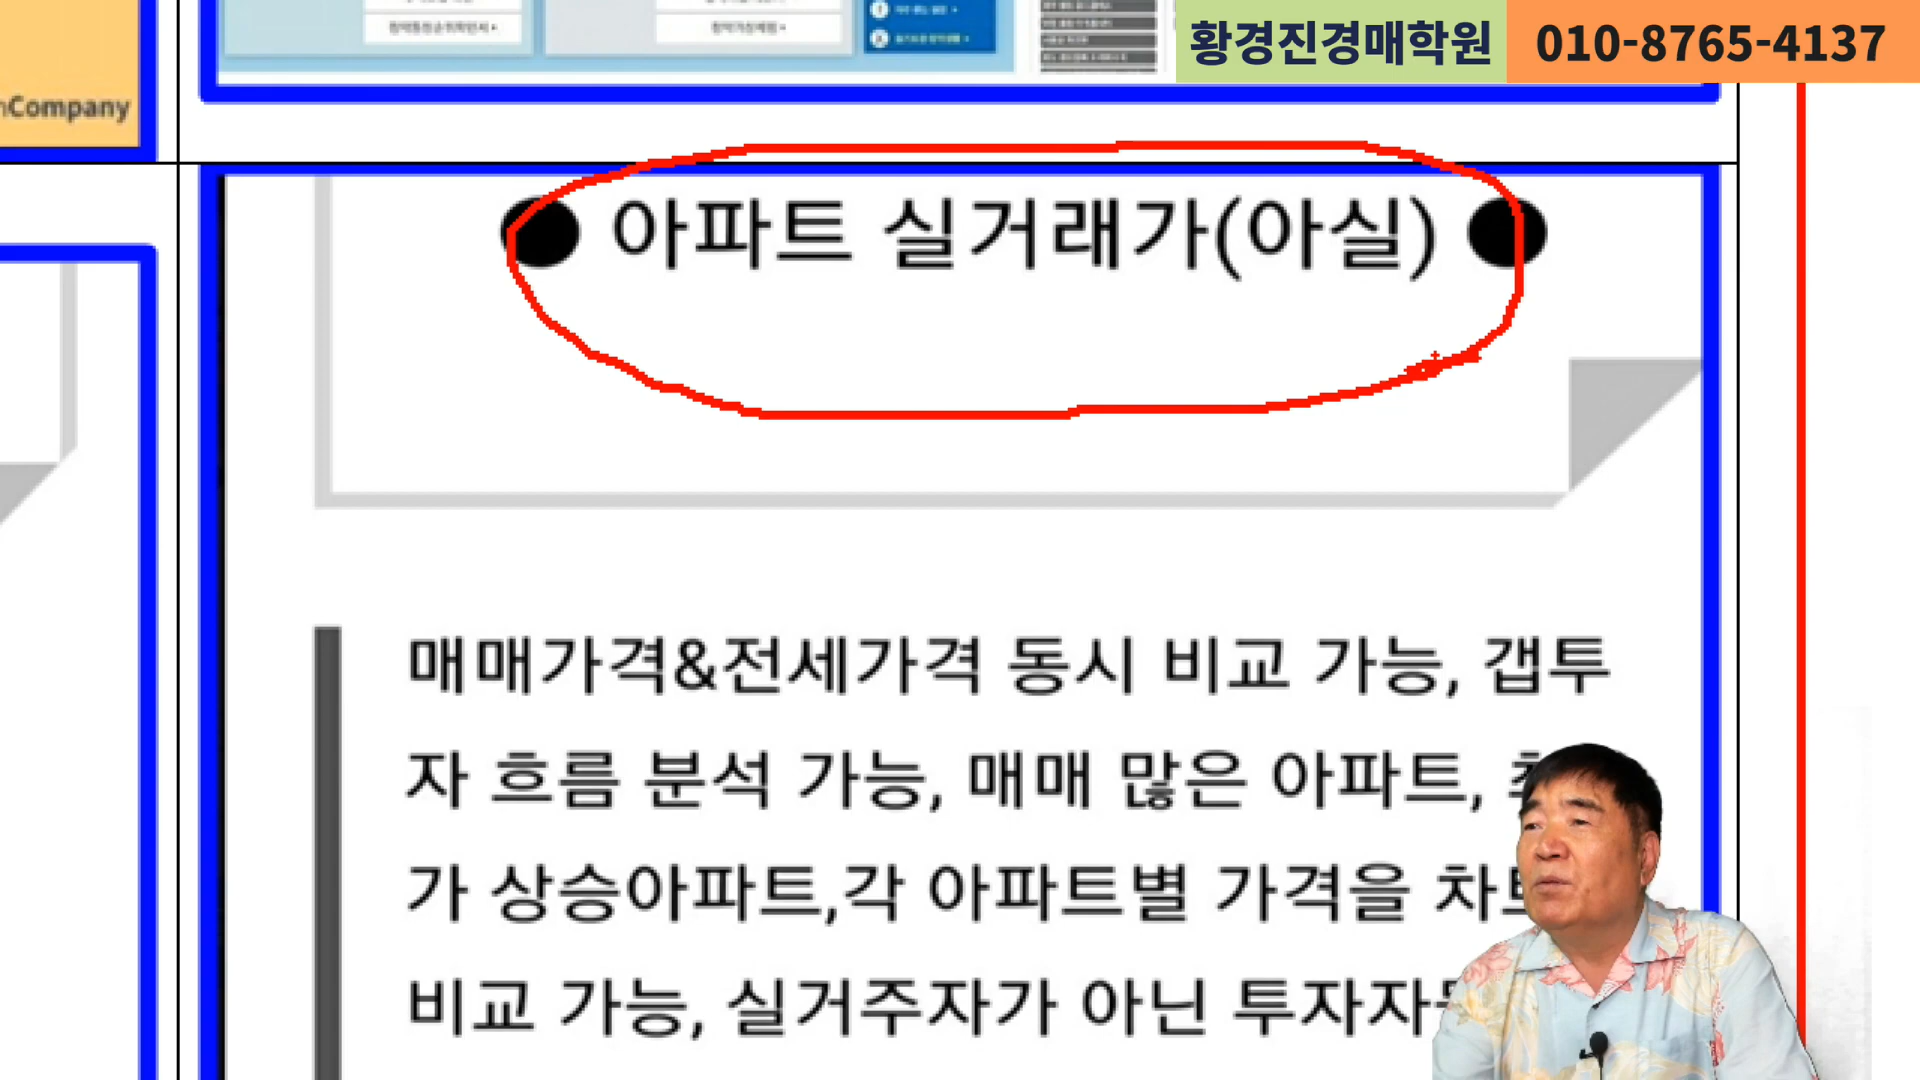 황경진경매학원 010-8765-4137
Company
● 아파트 실거래가(아실) ●
매매가격&전세가격 동시 비교 가능, 갭투
자 흐름 분석 가능, 매매 많은 아파트,
가 상승아파트,각 아파트별 가격을
비교 가능, 실거주자가 아닌 투자자